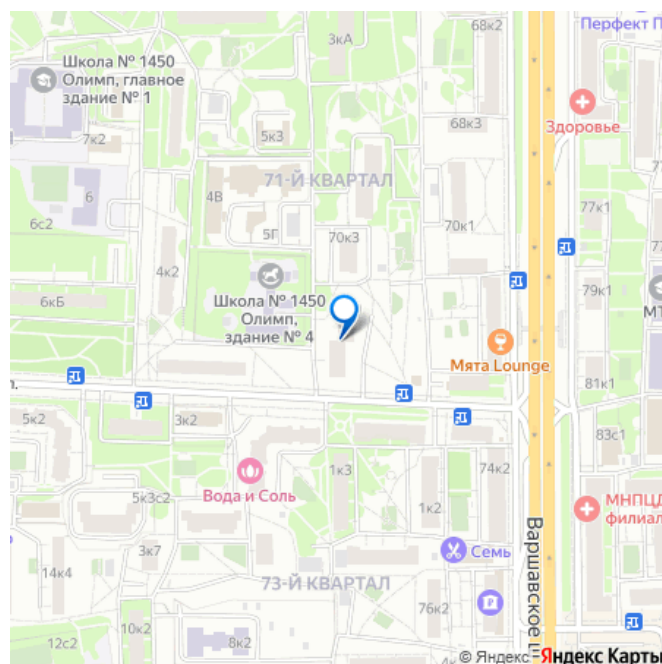 68к2
Перфект П
3кА
Школа № 1450
Олимп, главное
здание № 1
Здоровье
68к3
5к3
7к2
71-Й КВАРТАЛ
6
4В
77к1
6с2
5Г
70к3
70к1
4к2
Школа № 1450
Олимп,
здание № 4
79к1
6кБ
МТ
Мята Lounge
81к1
л.
5к2
3к2
83с1
1к3
74к2
Вода и Соль
5к3с2
1к2
МНПЦД
филиал
Варшавское ш
3к7
Семь
14к4
73-Й КВАРТАЛ
76к2
10к2
8к2
12с2
© Яндекс
Яндекс Карты